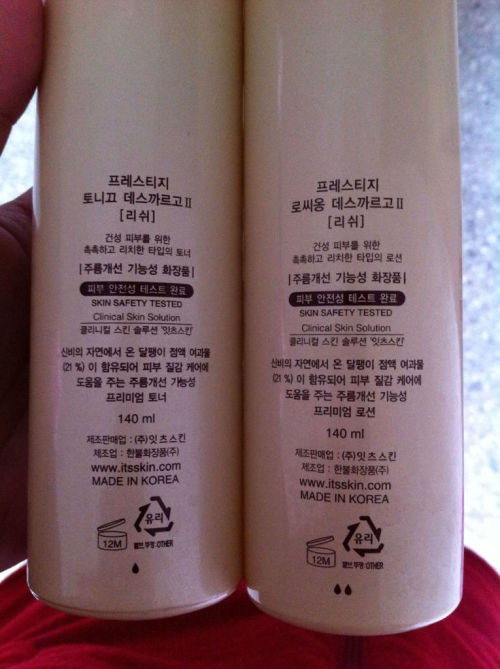 프레스티지
토니끄 데스까르고Ⅱ
[리쉬]
건성 피부를 위한
촉촉하고 리치한 타입의 토너
|주름개선 기능성 화장품|
피부 안전성 테스트 완료
SKIN SAFETY TESTED
Clinical Skin Solution
클리니컬 스킨 솔루션 '잇츠스킨'
신비의 자연에서 온 달팽이 점액 여과물
(21 %) 이 함유되어 피부 질감 케어에
도움을 주는 주름개선 기능성
프리미엄 토너
140 ml
제조판매업 : (주)잇츠스킨
제조업 : 한불화장품(주)
www.itsskin.com
MADE IN KOREA
유리
12M
펌브,뚜껑:OTHER
프레스티지
로씨옹 데스까르고Ⅱ
[리쉬]
건성 피부를 위한
촉촉하고 리치한 타입의 로션
|주름개선 기능성 화장품|
피부 안전성 테스트 완료
SKIN SAFETY TESTED
Clinical Skin Solution
클리니컬 스킨 솔루션 '잇츠스킨'
신비의 자연에서 온 달팽이 점액 여과물
(21 %) 이 함유되어 피부 질감 케어에
도움을 주는 주름개선 기능성
프리미엄 로션
140 ml
제조판매업 : (주)잇츠스킨
제조업 : 한불화장품(주)
www.itsskin.com
MADE IN KOREA
유리
12M
펌브,뚜껑:OTHER